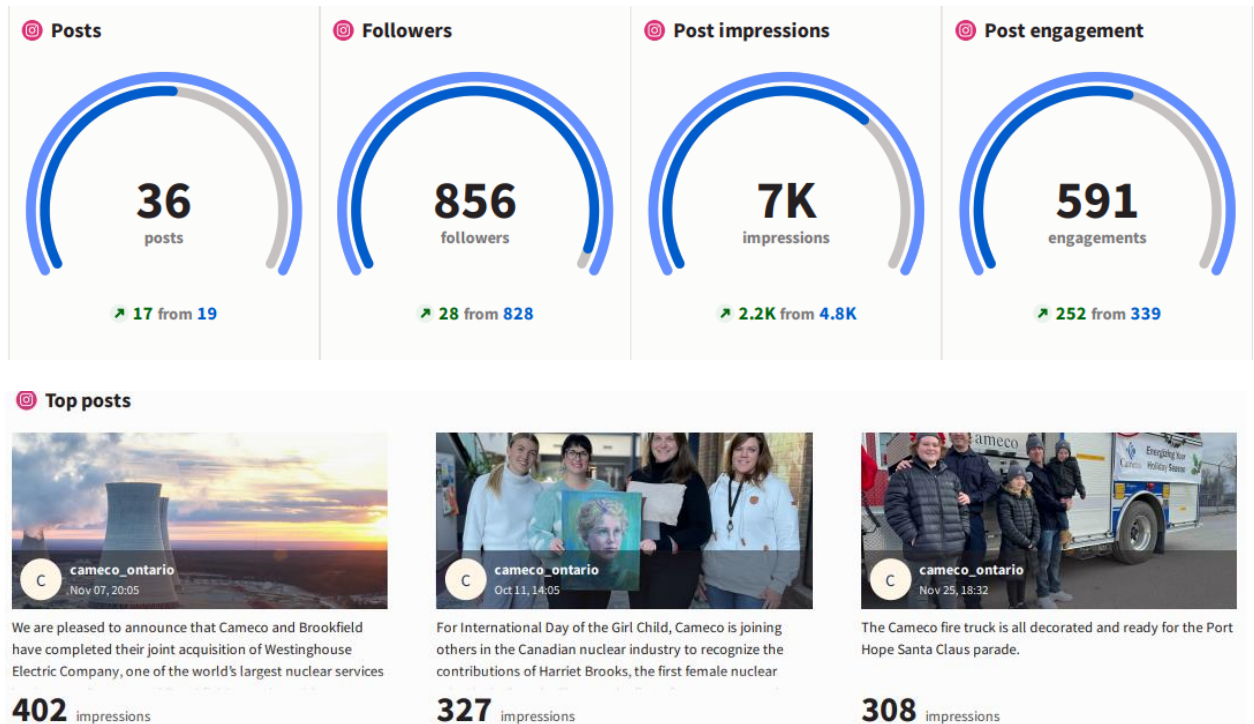 Posts
36
posts
17 from 19
Followers
856
followers
28 from 828
Post impressions
7K
impressions
2.2K from 4.8K
Post engagement
591
engagements
252 from 339
Top posts
C
cameco_ontario
Nov 07, 20:05
We are pleased to announce that Cameco and Brookfield
have completed their joint acquisition of Westinghouse
Electric Company, one of the world's largest nuclear services
402 impressions
C
cameco_ontario
Oct 11, 14:05
For International Day of the Girl Child, Cameco is joining
others in the Canadian nuclear industry to recognize the
contributions of Harriet Brooks, the first female nuclear
327 impressions
cameco
Energizing Your
Holiday Season
C
cameco_ontario
Nov 25, 18:32
The Cameco fire truck is all decorated and ready for the Port
Hope Santa Claus parade.
308 impressions